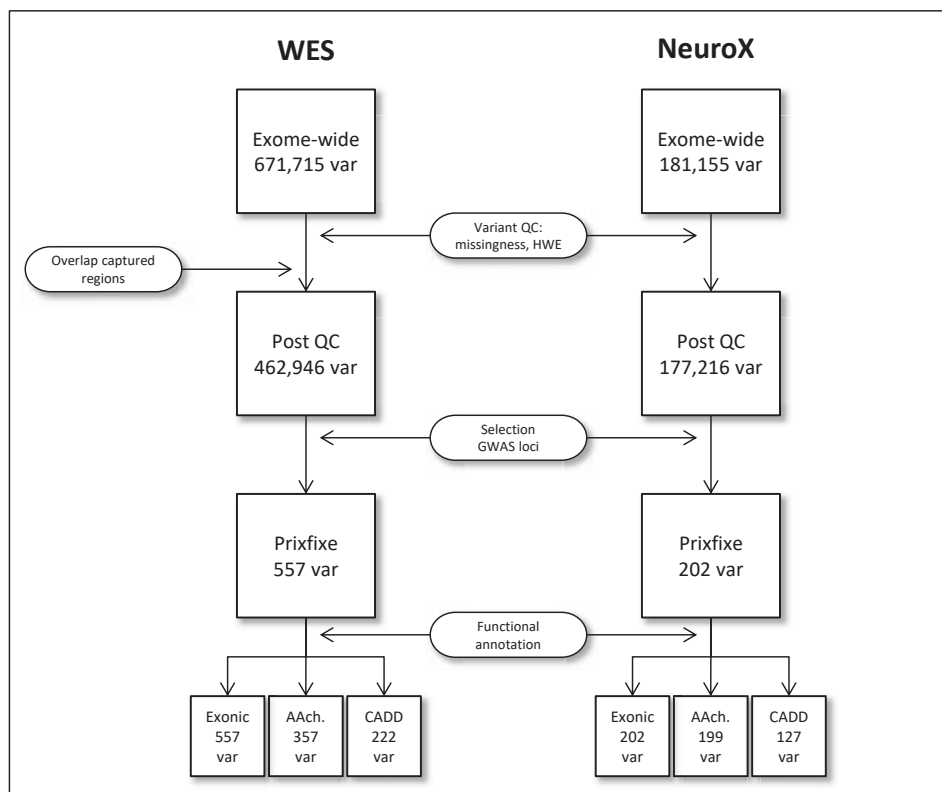 WES
NeuroX
Exome-wide
671,715 var
Exome-wide
181,155 var
Variant QC:
missingness, HWE
Overlap captured
regions
Post QC
462,946 var
Post QC
177,216 var
Selection
GWAS loci
Prixfixe
557 var
Prixfixe
202 var
Functional
annotation
Exonic
557
var
AAch.
357
var
CADD
222
var
Exonic
202
var
AAch.
199
var
CADD
127
var